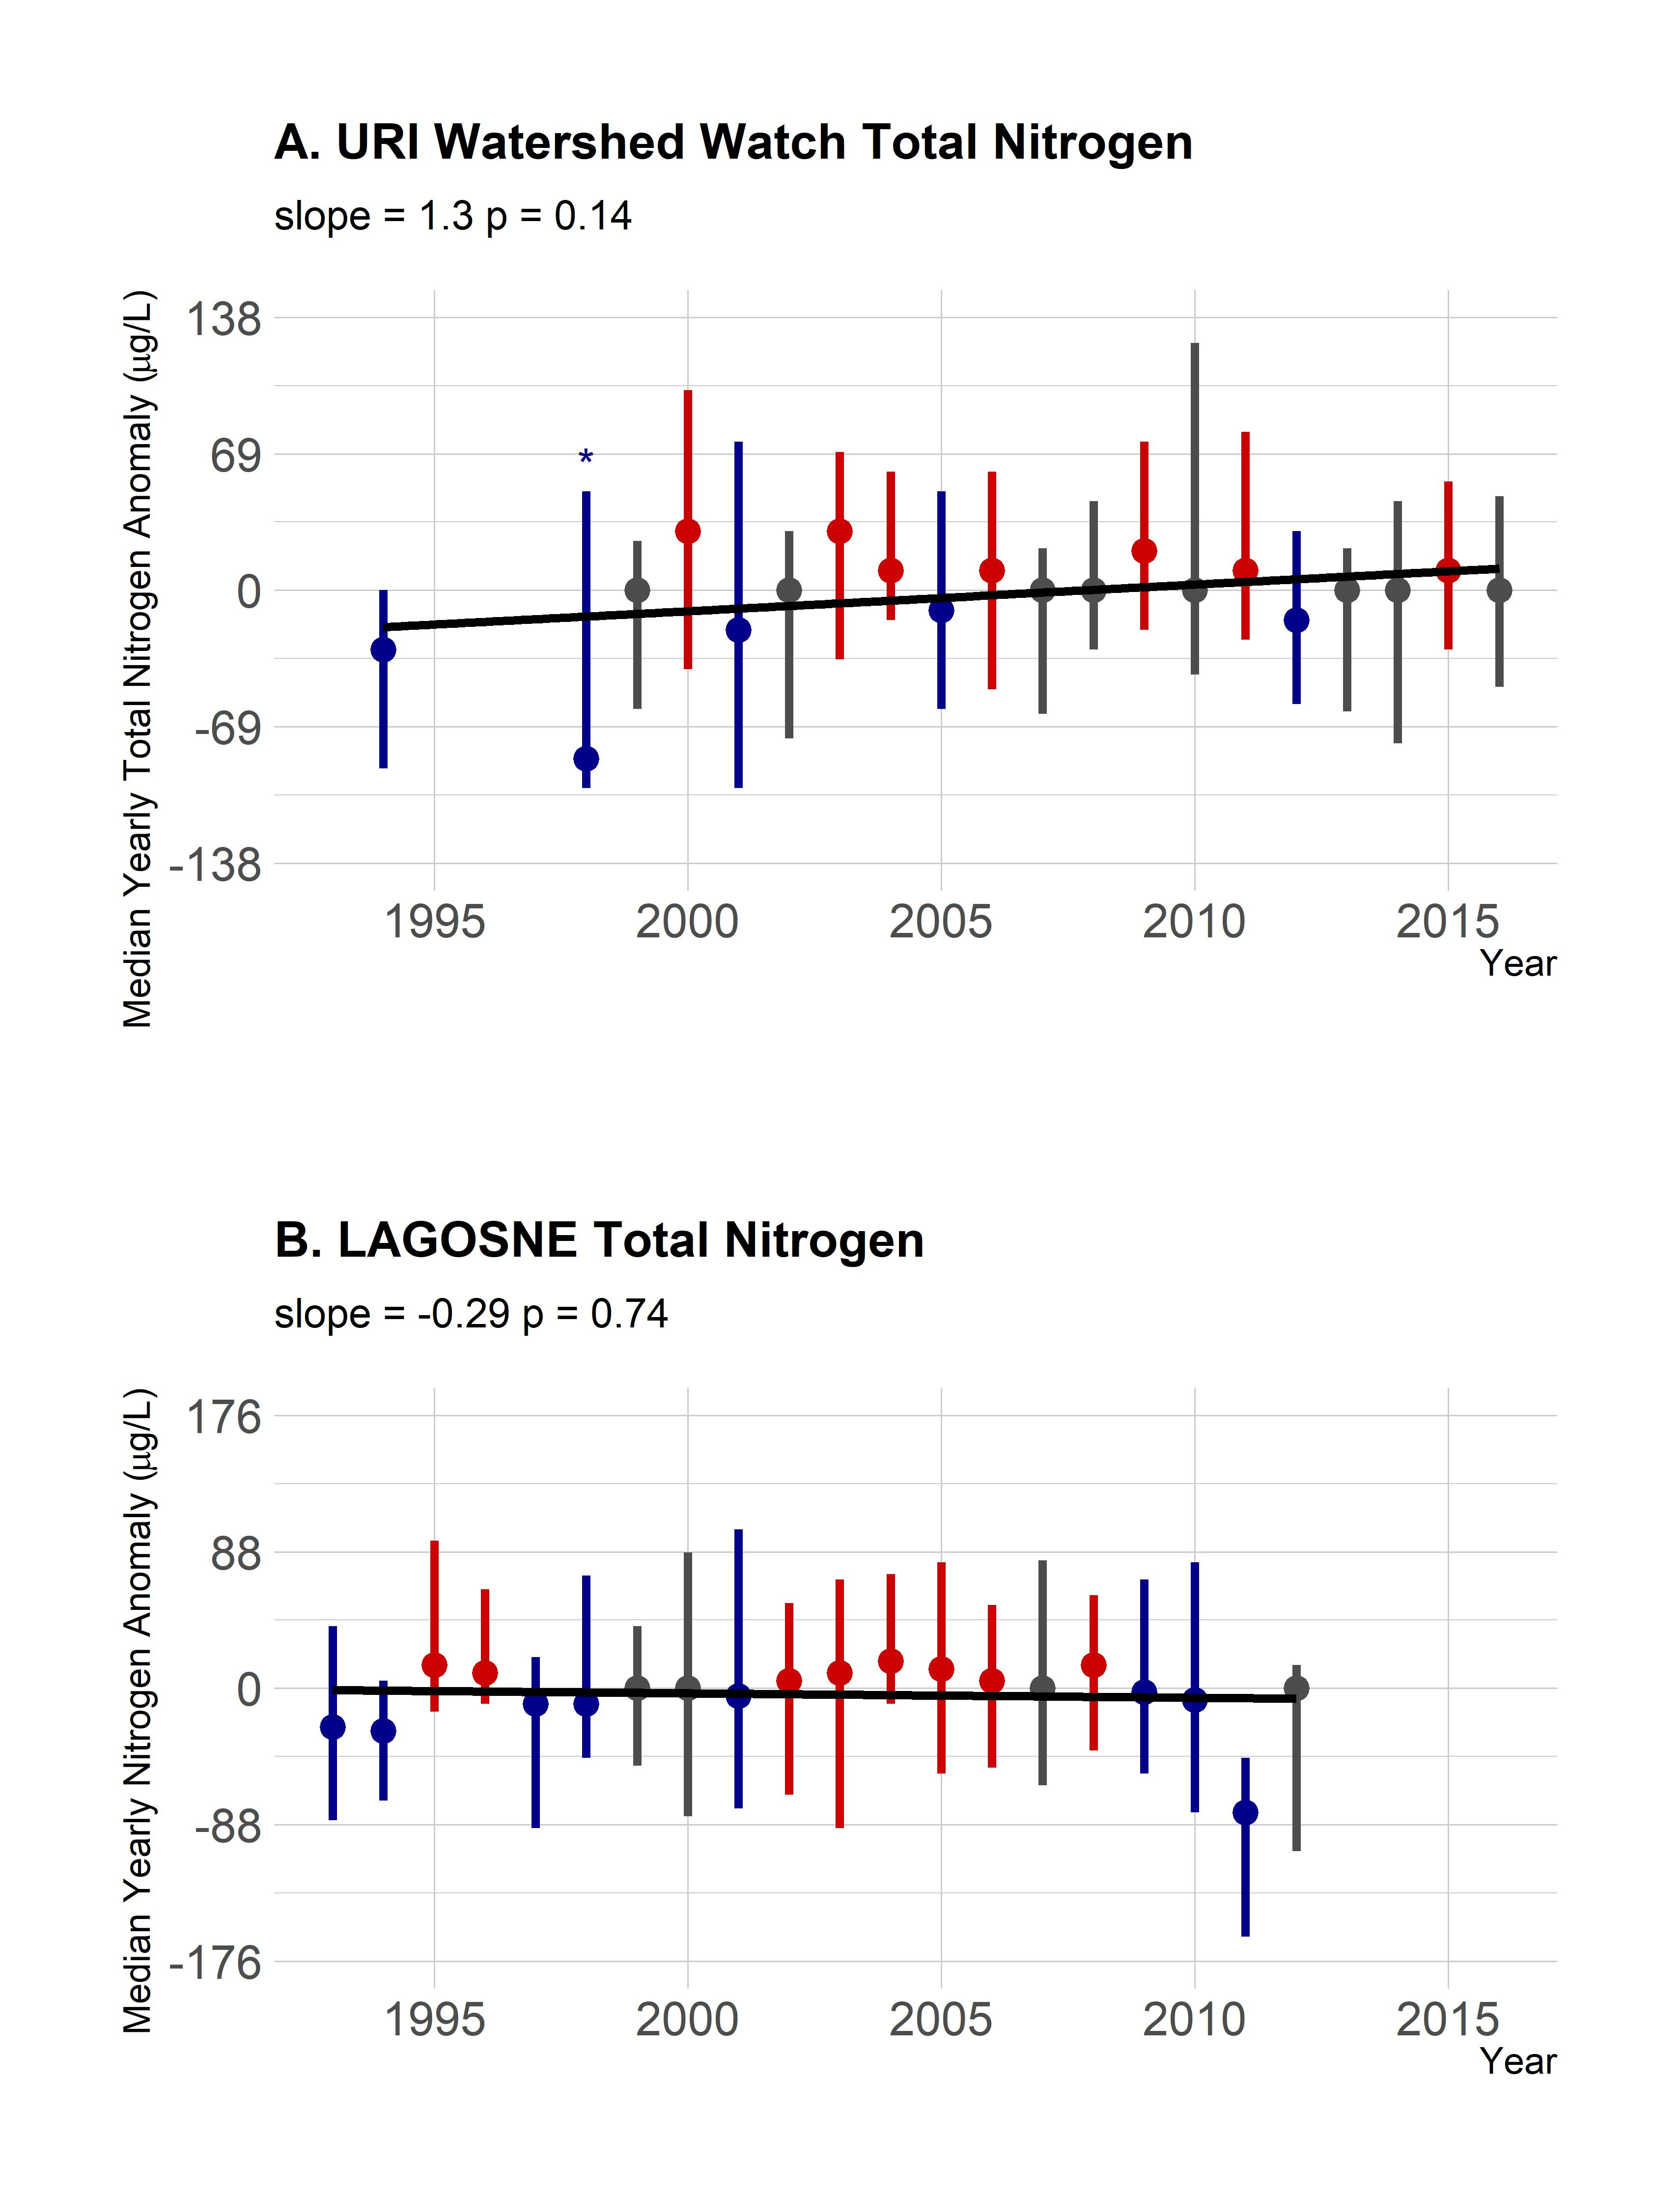 A. URI Watershed Watch Total Nitrogen
slope = 1.3 p = 0.14
Median Yearly Total Nitrogen Anomaly (µg/L)
138
69
0
-69
-138
*
1995 2000 2005 2010 2015
Year
B. LAGOSNE Total Nitrogen
slope = -0.29 p = 0.74
Median Yearly Nitrogen Anomaly (µg/L)
176
88
0
-88
-176
1995 2000 2005 2010 2015
Year